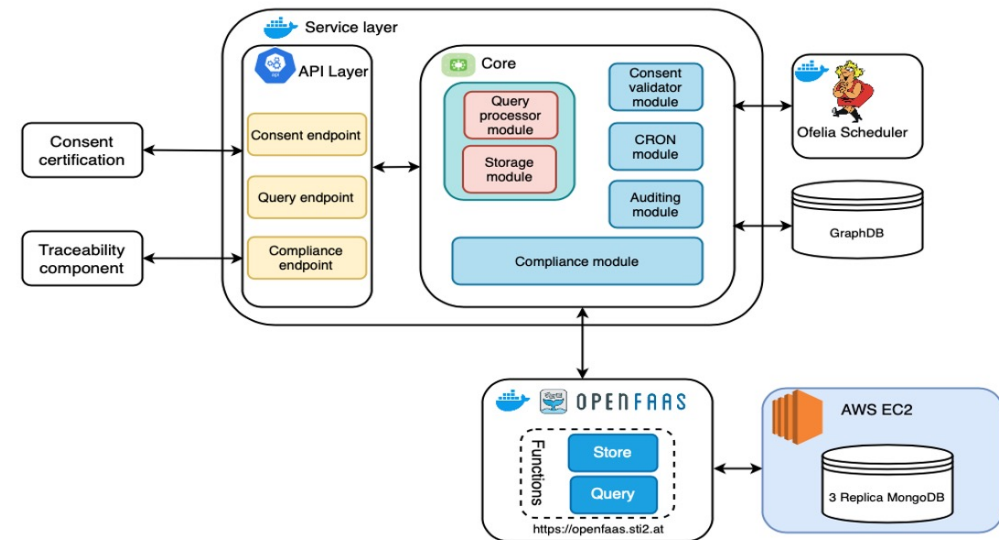 Service layer
API Layer
api
Consent endpoint
Query endpoint
Compliance
endpoint
Core
Query
processor
module
Storage
module
Consent
validator
module
CRON
module
Auditing
module
Compliance module
Consent
certification
Traceability
component
Ofelia Scheduler
GraphDB
OPENFAAS
Functions
Store
Query
https://openfaas.sti2.at
AWS EC2
3 Replica MongoDB